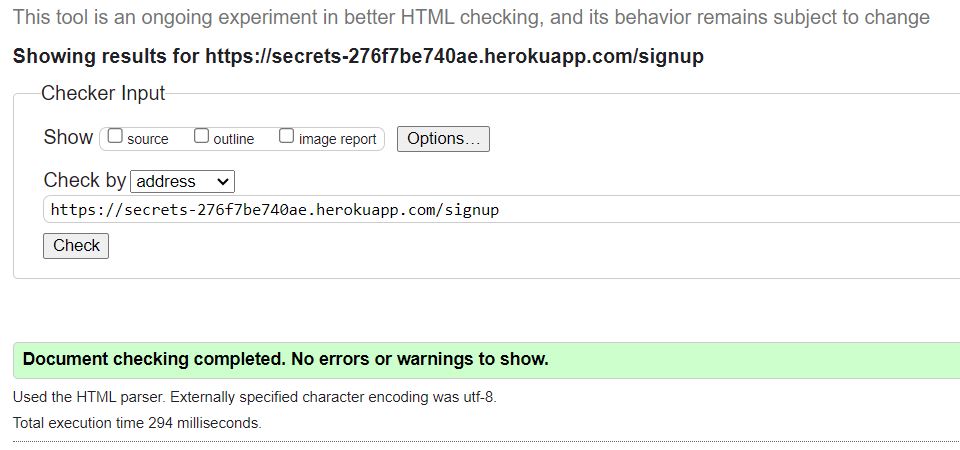 This tool is an ongoing experiment in better HTML checking, and its behavior remains subject to change
Showing results for https://secrets-276f7be740ae.herokuapp.com/signup
Checker Input
Show source outline image report Options…
Check by address
https://secrets-276f7be740ae.herokuapp.com/signup
Check
Document checking completed. No errors or warnings to show.
Used the HTML parser. Externally specified character encoding was utf-8.
Total execution time 294 milliseconds.